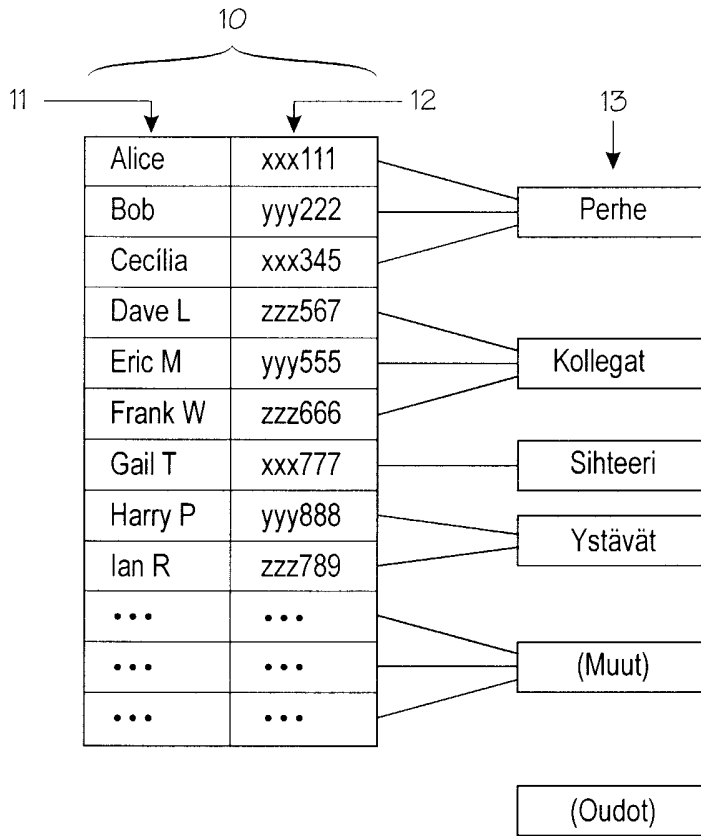 10
11 12 13
Alice xxx111
Perhe
Bob yyy222
Cecília xxx345
Dave L zzz567
Eric M yyy555 Kollegat
Frank W zzz666
Gail T xxx777 Sihteeri
Harry P yyy888
Ystävät
Ian R zzz789
••• •••
••• ••• (Muut)
••• •••
(Oudot)